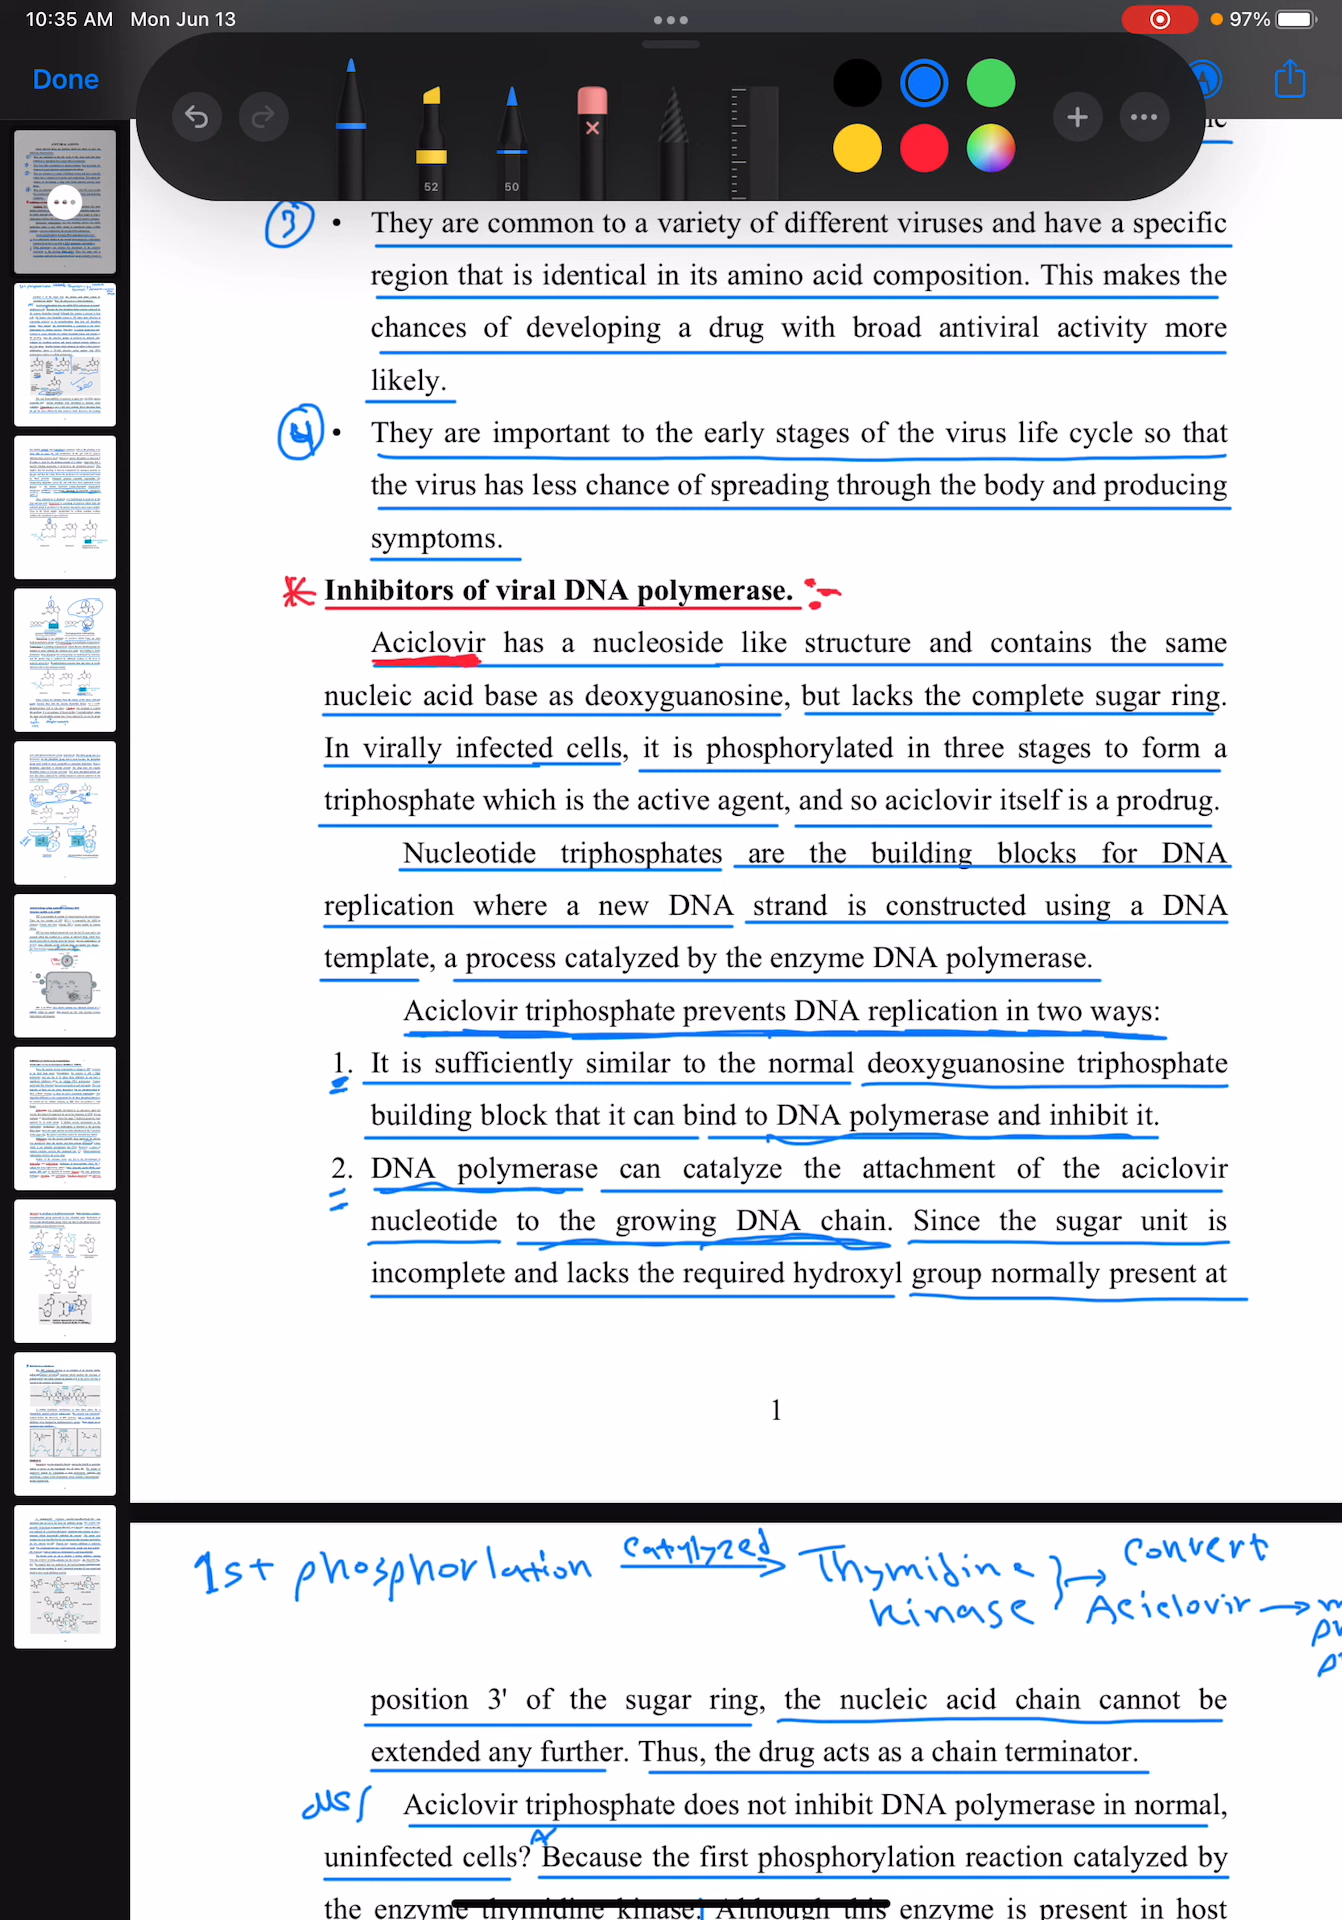 10:35 AM Mon Jun 13
97%
Done
52
50
3 • They are common to a variety of different viruses and have a specific
region that is identical in its amino acid composition. This makes the
chances of developing a drug with broad antiviral activity more
likely.
4 • They are important to the early stages of the virus life cycle so that
the virus has less chance of spreading through the body and producing
symptoms.
Inhibitors of viral DNA polymerase. :-
Aciclovir has a nucleoside like structure and contains the same
nucleic acid base as deoxyguanosine, but lacks the complete sugar ring.
In virally infected cells, it is phosphorylated in three stages to form a
triphosphate which is the active agent, and so aciclovir itself is a prodrug.
Nucleotide triphosphates are the building blocks for DNA
replication where a new DNA strand is constructed using a DNA
template, a process catalyzed by the enzyme DNA polymerase.
Aciclovir triphosphate prevents DNA replication in two ways:
1. It is sufficiently similar to the normal deoxyguanosine triphosphate
building block that it can bind to DNA polymerase and inhibit it.
2. DNA polymerase can catalyze the attachment of the aciclovir
nucleotide to the growing DNA chain. Since the sugar unit is
incomplete and lacks the required hydroxyl group normally present at
1
1st phosphorlation catylyzed → Thymidine kinase } → Convert Aciclovir →
position 3' of the sugar ring, the nucleic acid chain cannot be
extended any further. Thus, the drug acts as a chain terminator.
Aciclovir triphosphate does not inhibit DNA polymerase in normal,
uninfected cells? Because the first phosphorylation reaction catalyzed by
the enzyme thymidine kinase. Although this enzyme is present in host